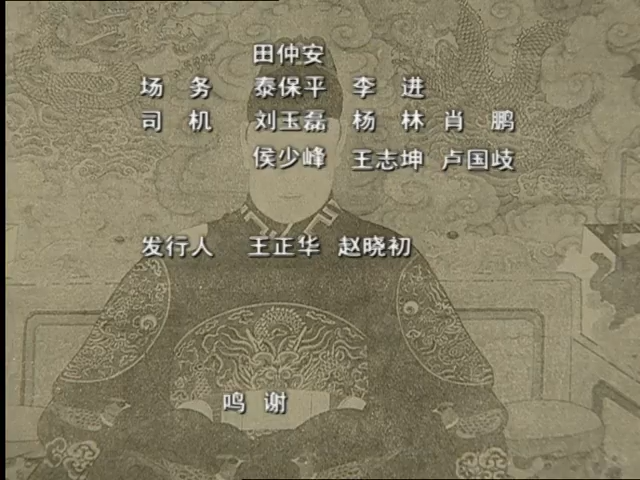 田仲安
场 务 泰保平 李 进
司 机 刘玉磊 杨 林 肖 鹏
侯少峰 王志坤 卢国歧
发行人 王正华 赵晓初
鸣 谢